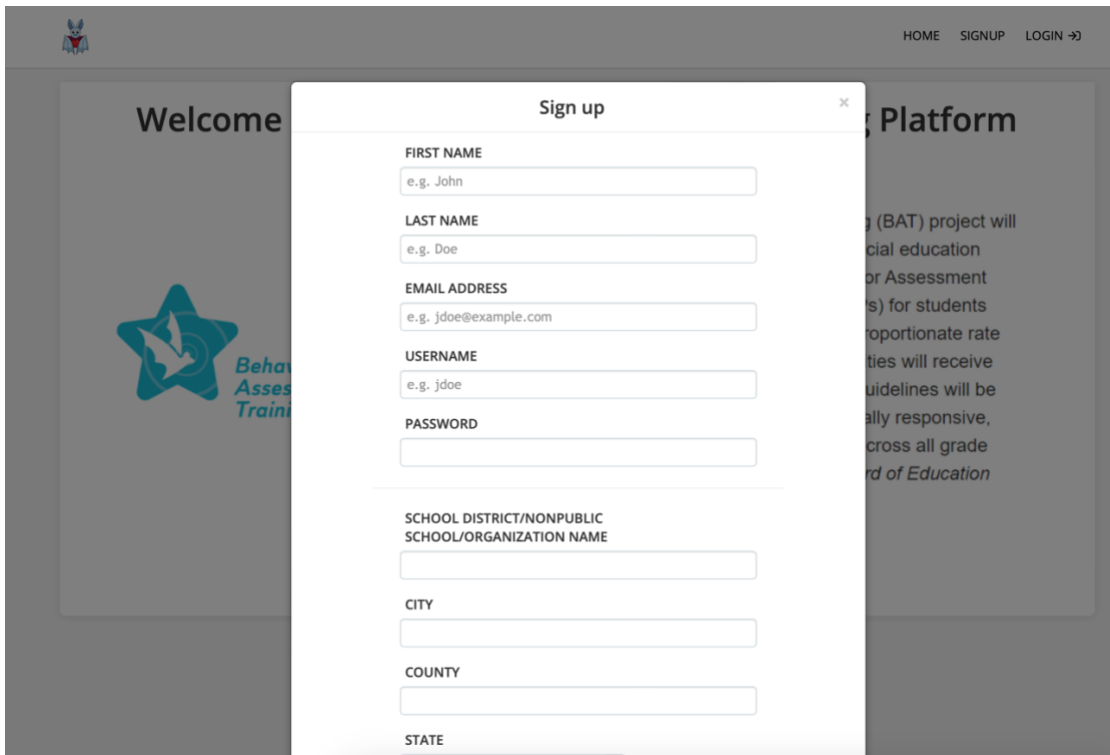 HOME SIGNUP LOGIN
Welcome
Platform
Sign up ×
FIRST NAME
e.g. John
LAST NAME
e.g. Doe
EMAIL ADDRESS
e.g. jdoe@example.com
USERNAME
e.g. jdoe
PASSWORD
SCHOOL DISTRICT/NONPUBLIC
SCHOOL/ORGANIZATION NAME
CITY
COUNTY
STATE
Behav
Asses
Traini
(BAT) project will
cial education
or Assessment
's) for students
roportionate rate
ties will receive
uidelines will be
ally responsive,
cross all grade
rd of Education